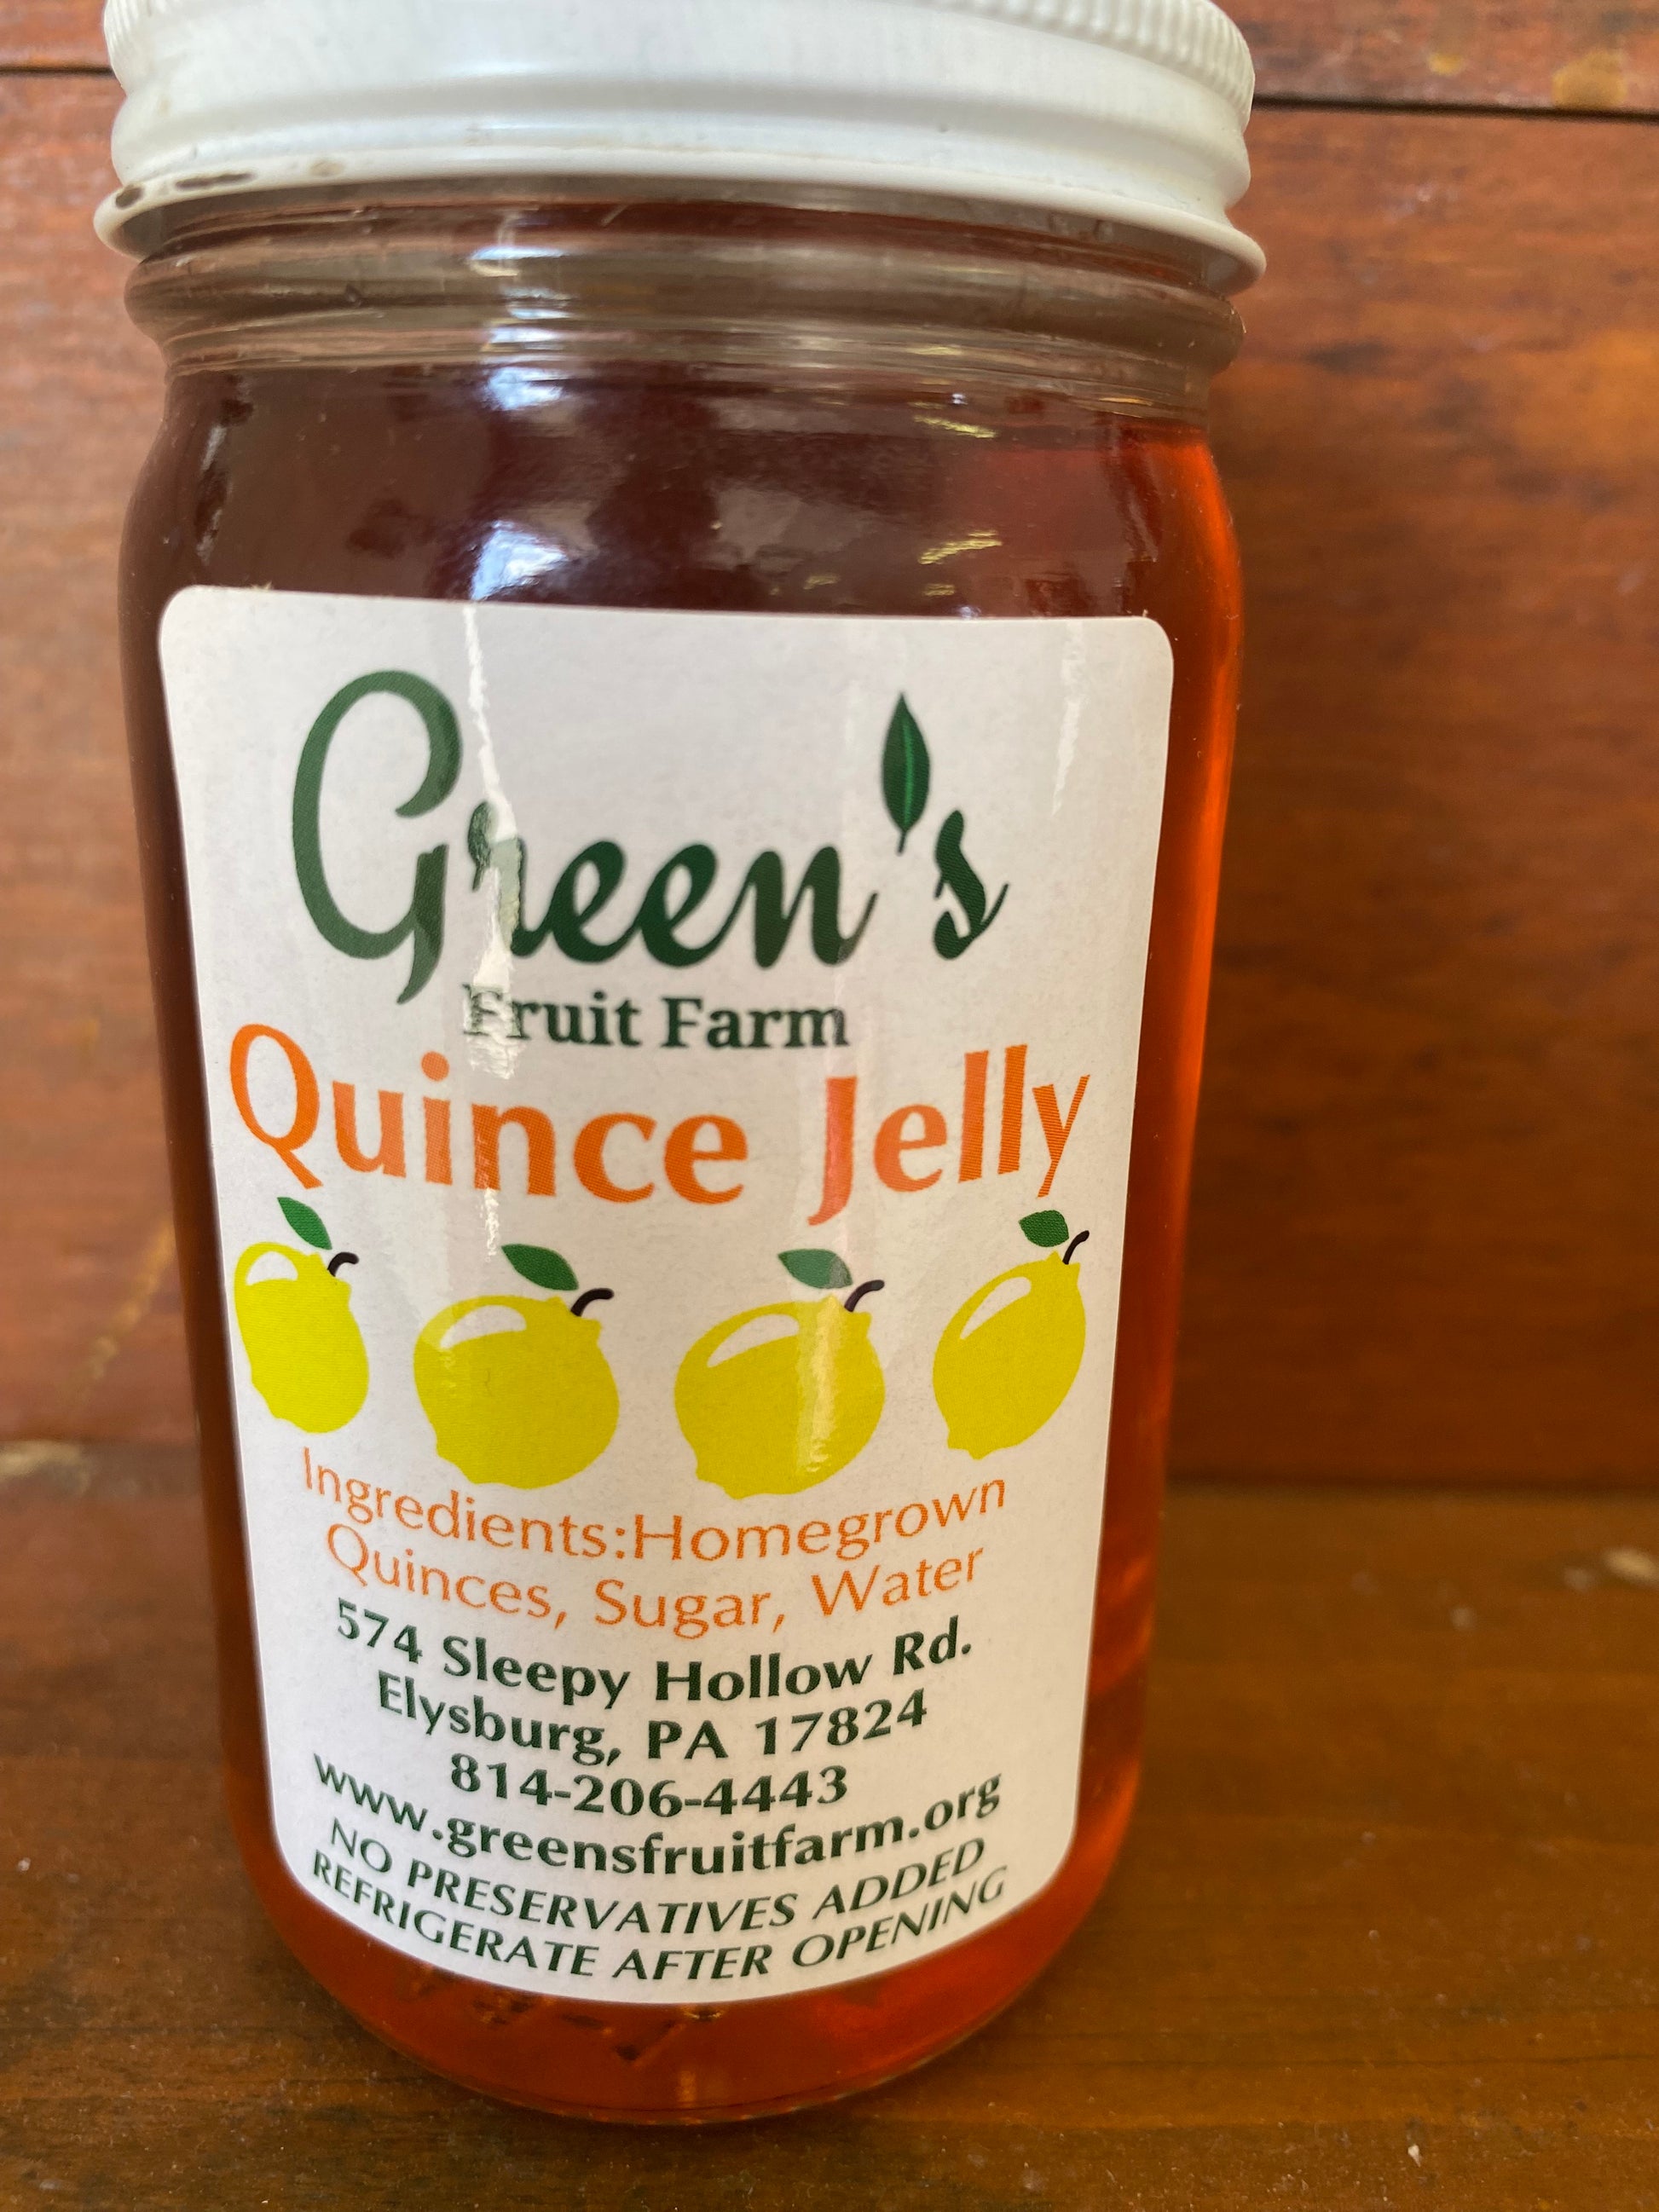 Green's
Fruit Farm
Quince Jelly
Ingredients:Homegrown
Quinces, Sugar, Water
574 Sleepy Hollow Rd.
Elysburg, PA 17824
814-206-4443
www.greensfruitfarm.org
NO PRESERVATIVES ADDED
REFRIGERATE AFTER OPENING